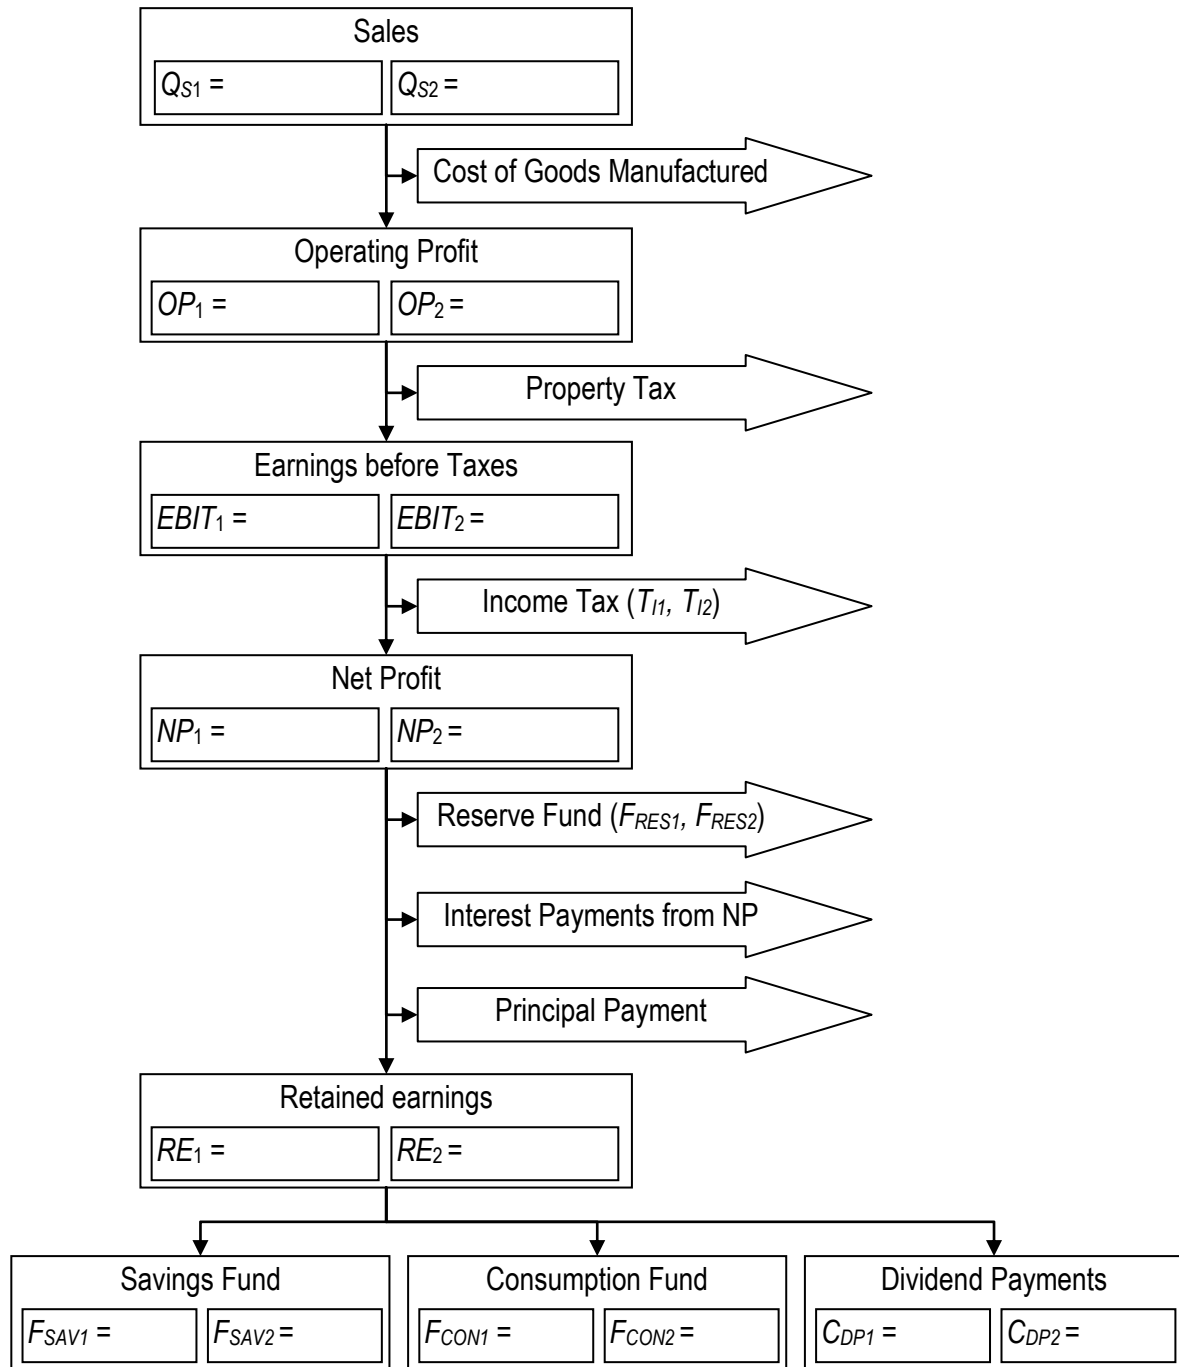 Sales
QS1 = QS2 =
Cost of Goods Manufactured
Operating Profit
OP1 = OP2 =
Property Tax
Earnings before Taxes
EBIT1 = EBIT2 =
Income Tax (TI1, TI2)
Net Profit
NP1 = NP2 =
Reserve Fund (FRES1, FRES2)
Interest Payments from NP
Principal Payment
Retained earnings
RE1 = RE2 =
Savings Fund
FSAV1 = FSAV2 =
Consumption Fund
FCON1 = FCON2 =
Dividend Payments
CDP1 = CDP2 =